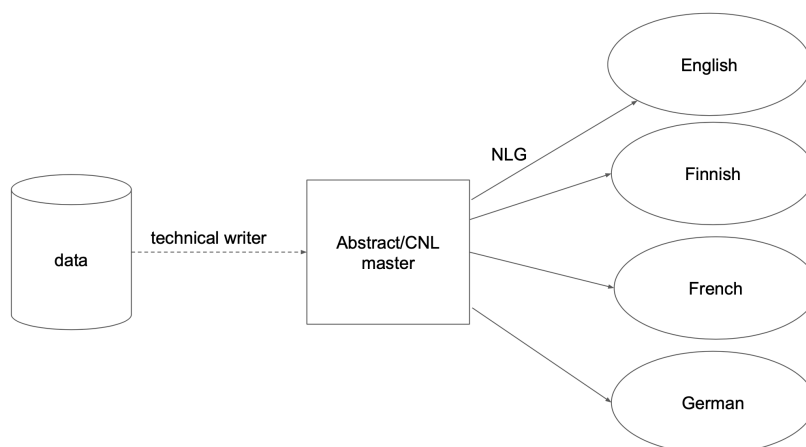 English
NLG
Finnish
technical writer
data
Abstract/CNL
master
French
German